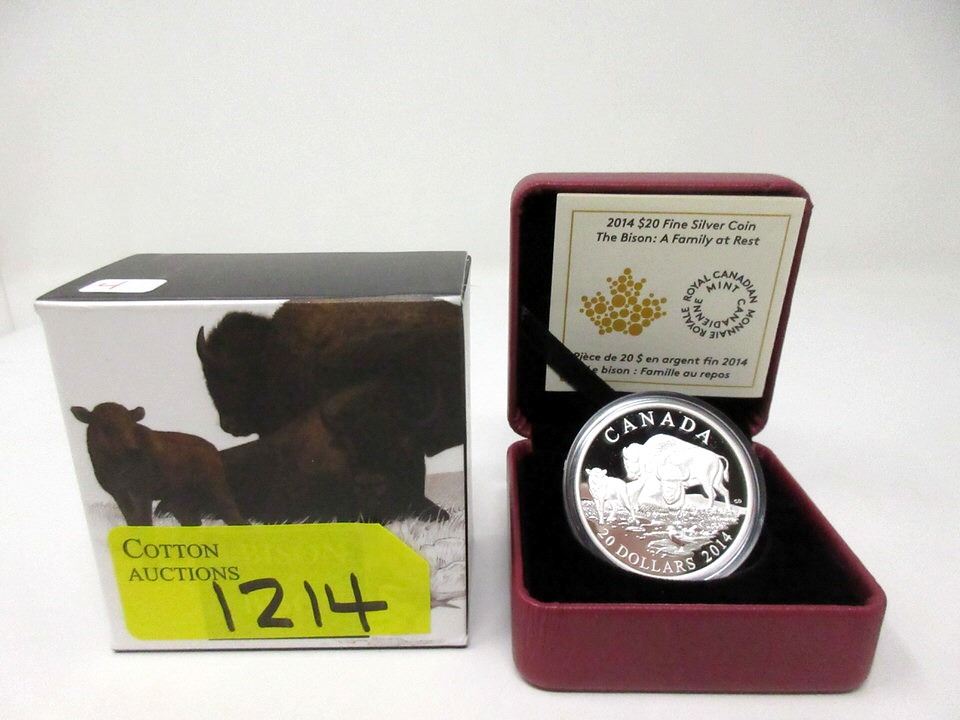 4
COTTON
AUCTIONS
1214
2014 $20 Fine Silver Coin
The Bison: A Family at Rest
ROYAL CANADIAN MINT
MONNAIE ROYALE CANADIENNE
Pièce de 20 $ en argent fin 2014
Le bison : Famille au repos
CANADA
20 DOLLARS 2014